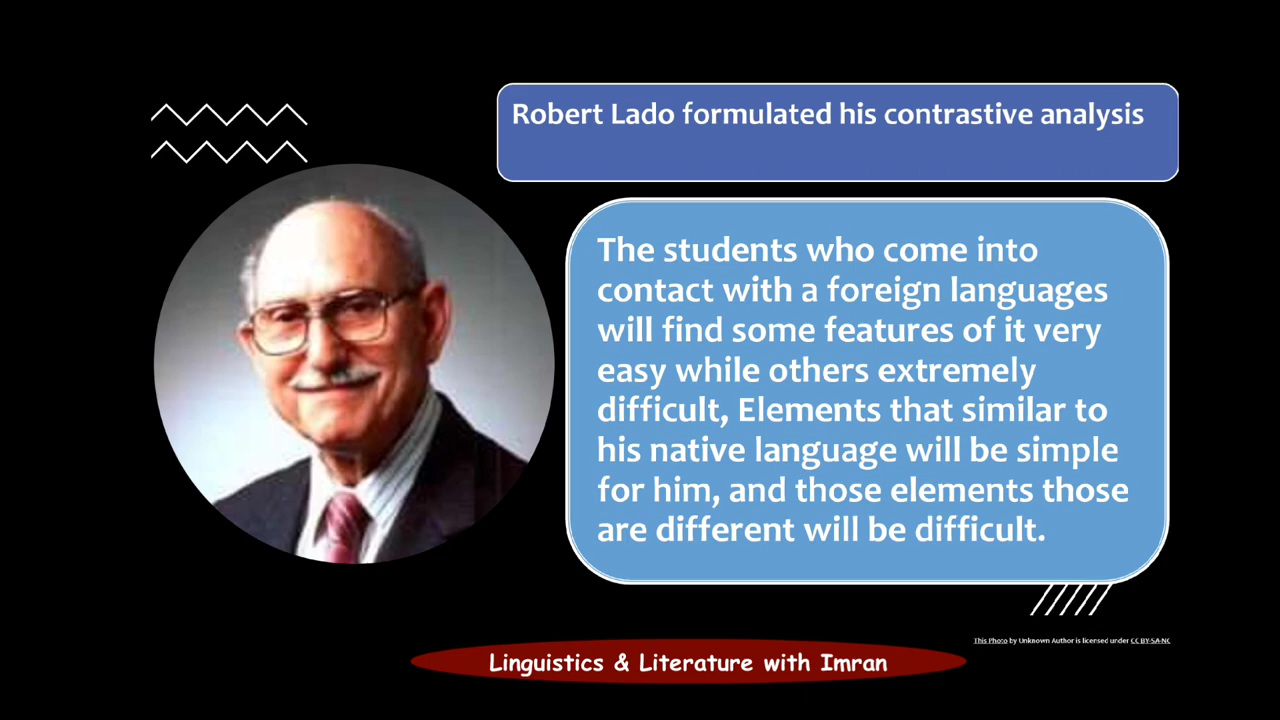 Robert Lado formulated his contrastive analysis
The students who come into
contact with a foreign languages
will find some features of it very
easy while others extremely
difficult, Elements that similar to
his native language will be simple
for him, and those elements those
are different will be difficult.
This Photo by Unknown Author is licensed under CC BY-SA-NC
Linguistics & Literature with Imran